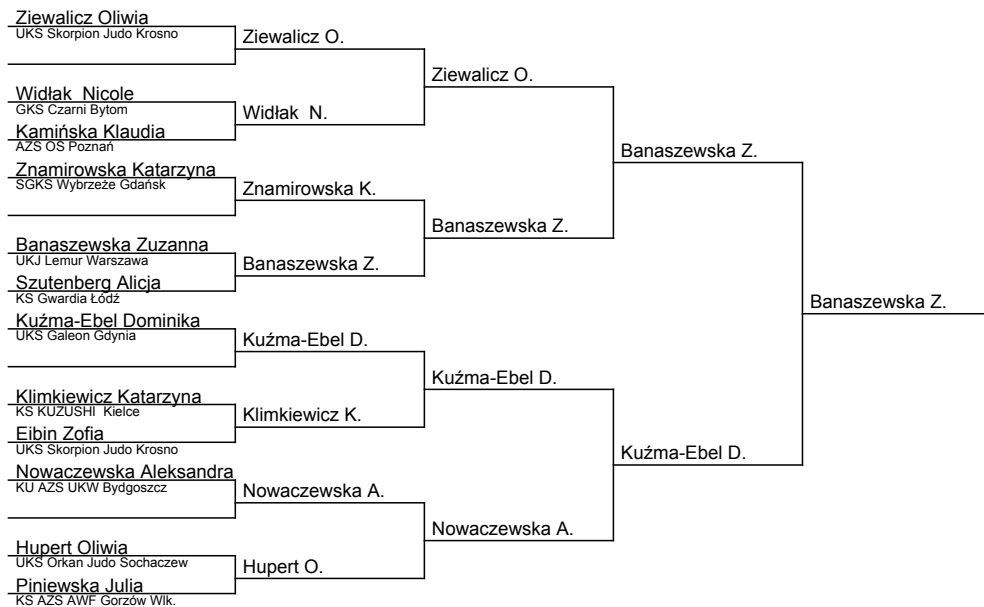 Ziewalicz Oliwia
UKS Skorpion Judo Krosno
Widłak  Nicole
GKS Czarni Bytom
Kamińska Klaudia
AZS OŚ Poznań
Znamirowska Katarzyna
SGKS Wybrzeże Gdańsk
Banaszewska Zuzanna
UKJ Lemur Warszawa
Szutenberg Alicja
KS Gwardia Łódź
Kuźma-Ebel Dominika
UKS Galeon Gdynia
Klimkiewicz Katarzyna
KS KUZUSHI  Kielce
Eibin Zofia
UKS Skorpion Judo Krosno
Nowaczewska Aleksandra
KU AZS UKW Bydgoszcz
Hupert Oliwia
UKS Orkan Judo Sochaczew
Piniewska Julia
KS AZS AWF Gorzów Wlk.
Ziewalicz O.
Widłak  N.
Znamirowska K.
Banaszewska Z.
Kuźma-Ebel D.
Klimkiewicz K.
Nowaczewska A.
Hupert O.
Ziewalicz O.
Banaszewska Z.
Kuźma-Ebel D.
Nowaczewska A.
Banaszewska Z.
Kuźma-Ebel D.
Banaszewska Z.